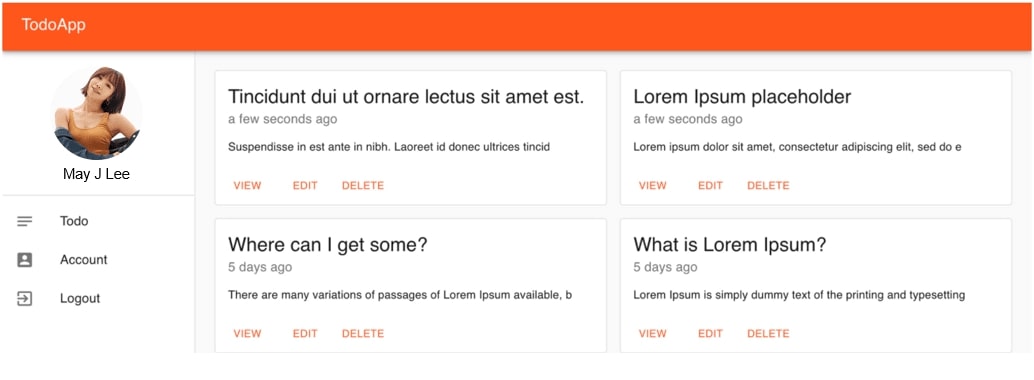 TodoApp
May J Lee
Todo
Account
Logout
Tincidunt dui ut ornare lectus sit amet est.
a few seconds ago
Suspendisse in est ante in nibh. Laoreet id donec ultrices tincid
VIEW EDIT DELETE
Lorem Ipsum placeholder
a few seconds ago
Lorem ipsum dolor sit amet, consectetur adipiscing elit, sed do e
VIEW EDIT DELETE
Where can I get some?
5 days ago
There are many variations of passages of Lorem Ipsum available, b
VIEW EDIT DELETE
What is Lorem Ipsum?
5 days ago
Lorem Ipsum is simply dummy text of the printing and typesetting
VIEW EDIT DELETE